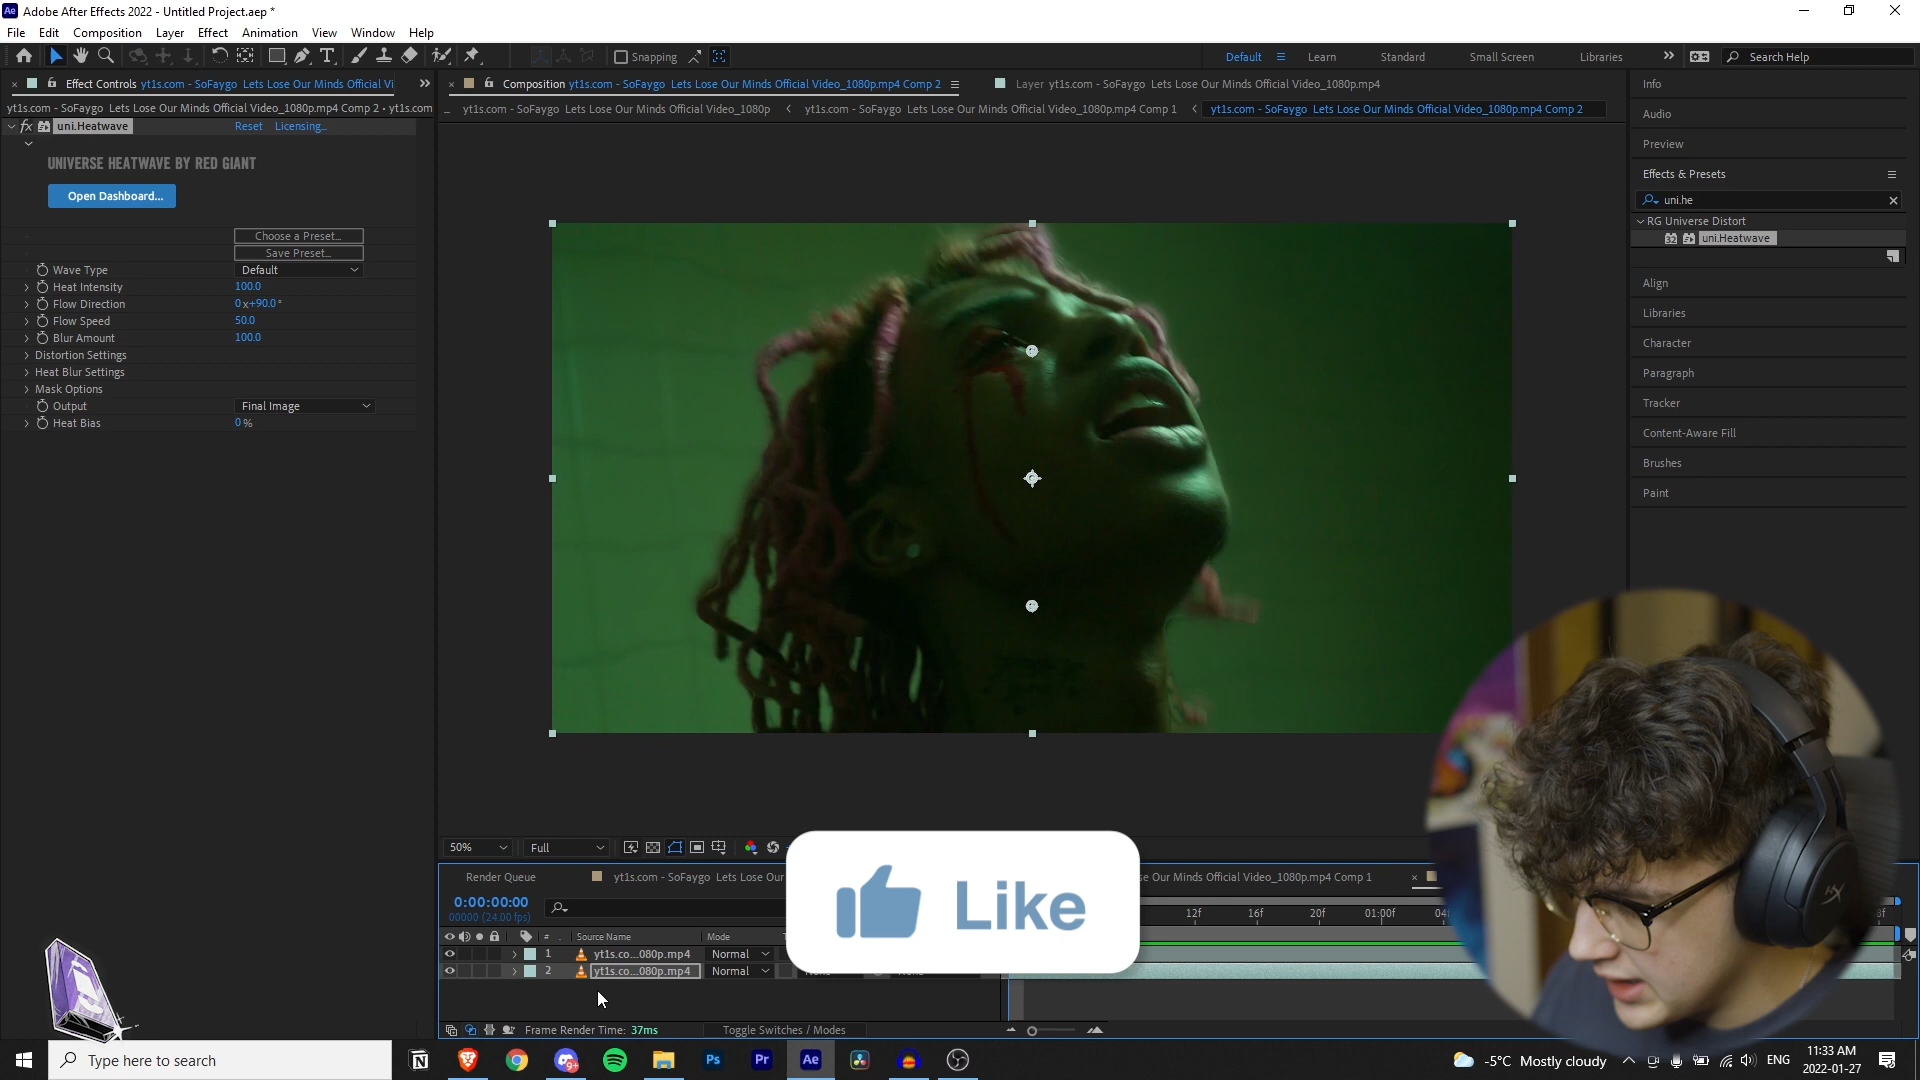 Adobe After Effects 2022 - Untitled Project.aep *
File Edit Composition Layer Effect Animation View Window Help
Snapping
Default Learn Standard Small Screen Libraries Search Help
Effect Controls yt1s.com - SoFaygo Lets Lose Our Minds Official Vi
Composition yt1s.com - SoFaygo Lets Lose Our Minds Official Video_1080p.mp4 Comp 2
Layer yt1s.com - SoFaygo Lets Lose Our Minds Official Video_1080p.mp4
yt1s.com - SoFaygo Lets Lose Our Minds Official Video_1080p.mp4 Comp 2 • yt1s.com
yt1s.com - SoFaygo Lets Lose Our Minds Official Video_1080p
yt1s.com - SoFaygo Lets Lose Our Minds Official Video_1080p.mp4 Comp 1
yt1s.com - SoFaygo Lets Lose Our Minds Official Video_1080p.mp4 Comp 2
fx uni.Heatwave Reset Licensing...
UNIVERSE HEATWAVE BY RED GIANT
Open Dashboard...
Choose a Preset...
Save Preset...
Wave Type Default
Heat Intensity 100.0
Flow Direction 0x+90.0°
Flow Speed 50.0
Blur Amount 100.0
Distortion Settings
Heat Blur Settings
Mask Options
Output Final Image
Heat Bias 0%
Info
Audio
Preview
Effects & Presets
uni.he
RG Universe Distort
32 uni.Heatwave
Align
Libraries
Character
Paragraph
Tracker
Content-Aware Fill
Brushes
Paint
50% Full
Like
Render Queue yt1s.com - SoFaygo Lets Lose Our
se Our Minds Official Video_1080p.mp4 Comp 1
0:00:00:00
00000 (24.00 fps)
12f 16f 20f 01:00f
# Source Name Mode
1 yt1s.co...080p.mp4 Normal
2 yt1s.co...080p.mp4 Normal
Frame Render Time: 37ms Toggle Switches / Modes
Type here to search
9+
Ps Pr Ae
-5°C Mostly cloudy
ENG
11:33 AM
2022-01-27